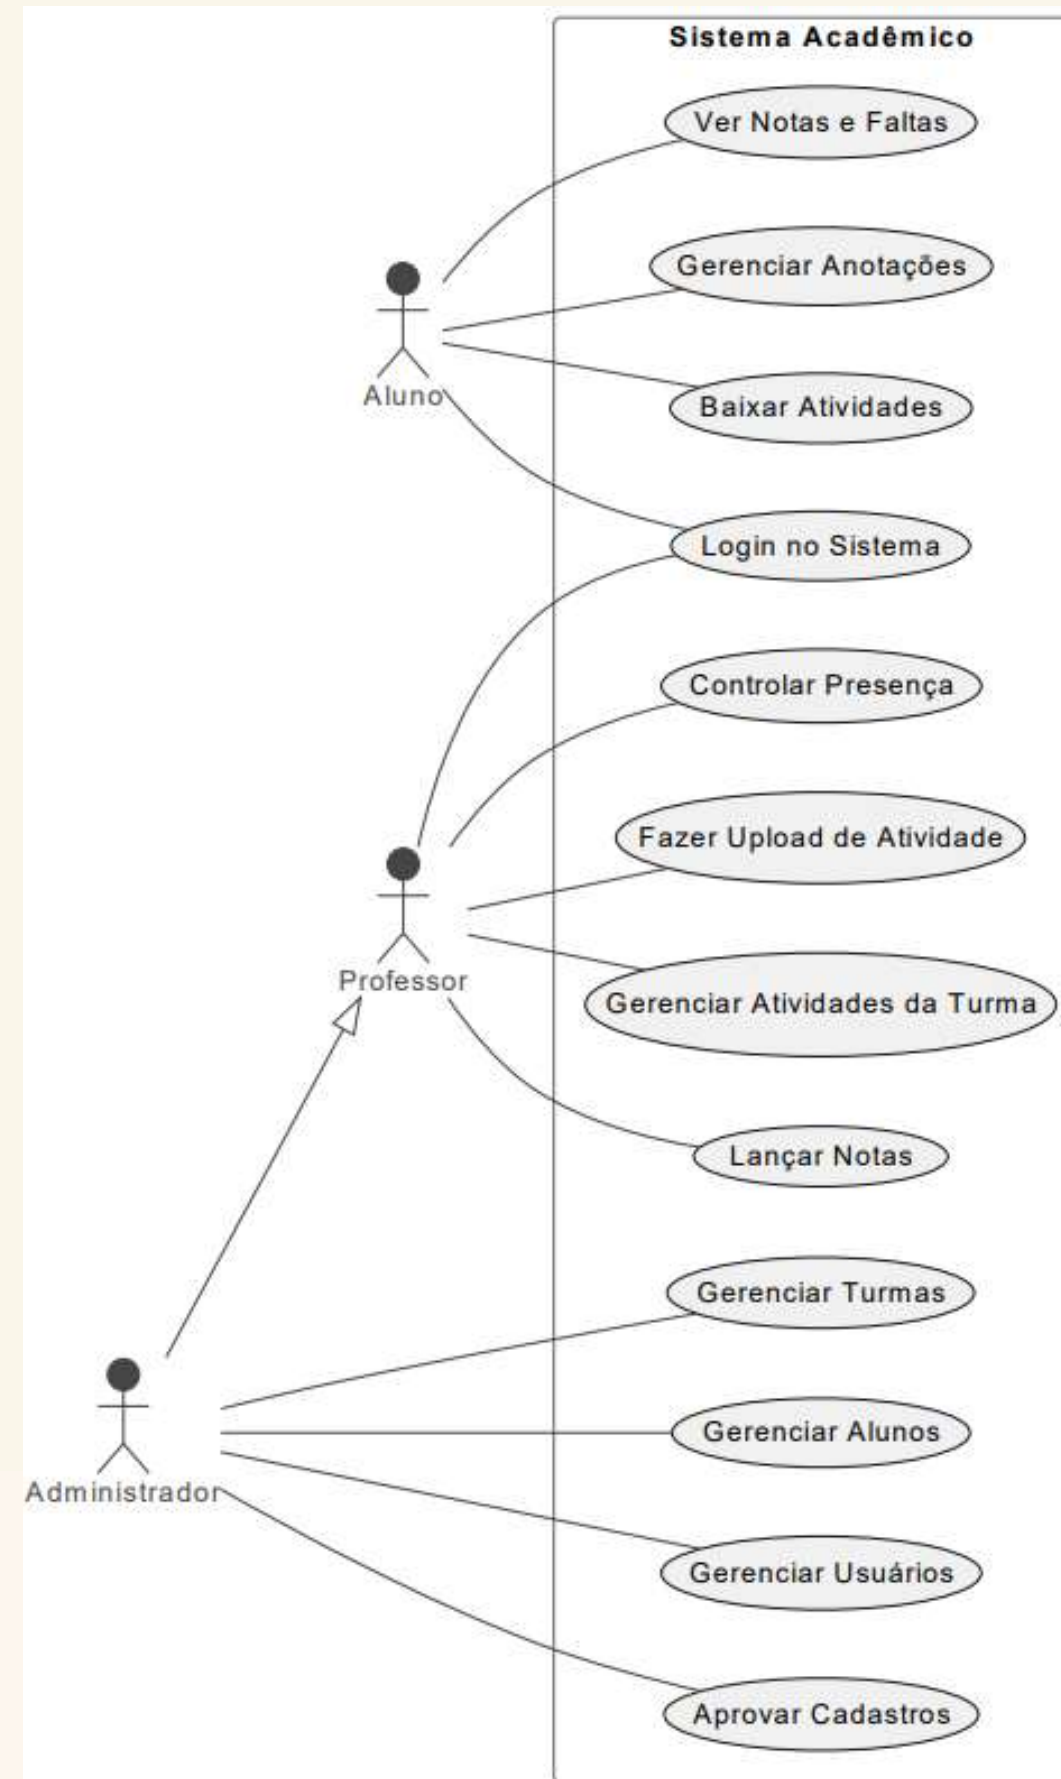 Sistema Acadêmico
Ver Notas e Faltas
Gerenciar Anotações
Aluno
Baixar Atividades
Login no Sistema
Controlar Presença
Fazer Upload de Atividade
Professor
Gerenciar Atividades da Turma
Lançar Notas
Gerenciar Turmas
Gerenciar Alunos
Administrador
Gerenciar Usuários
Aprovar Cadastros